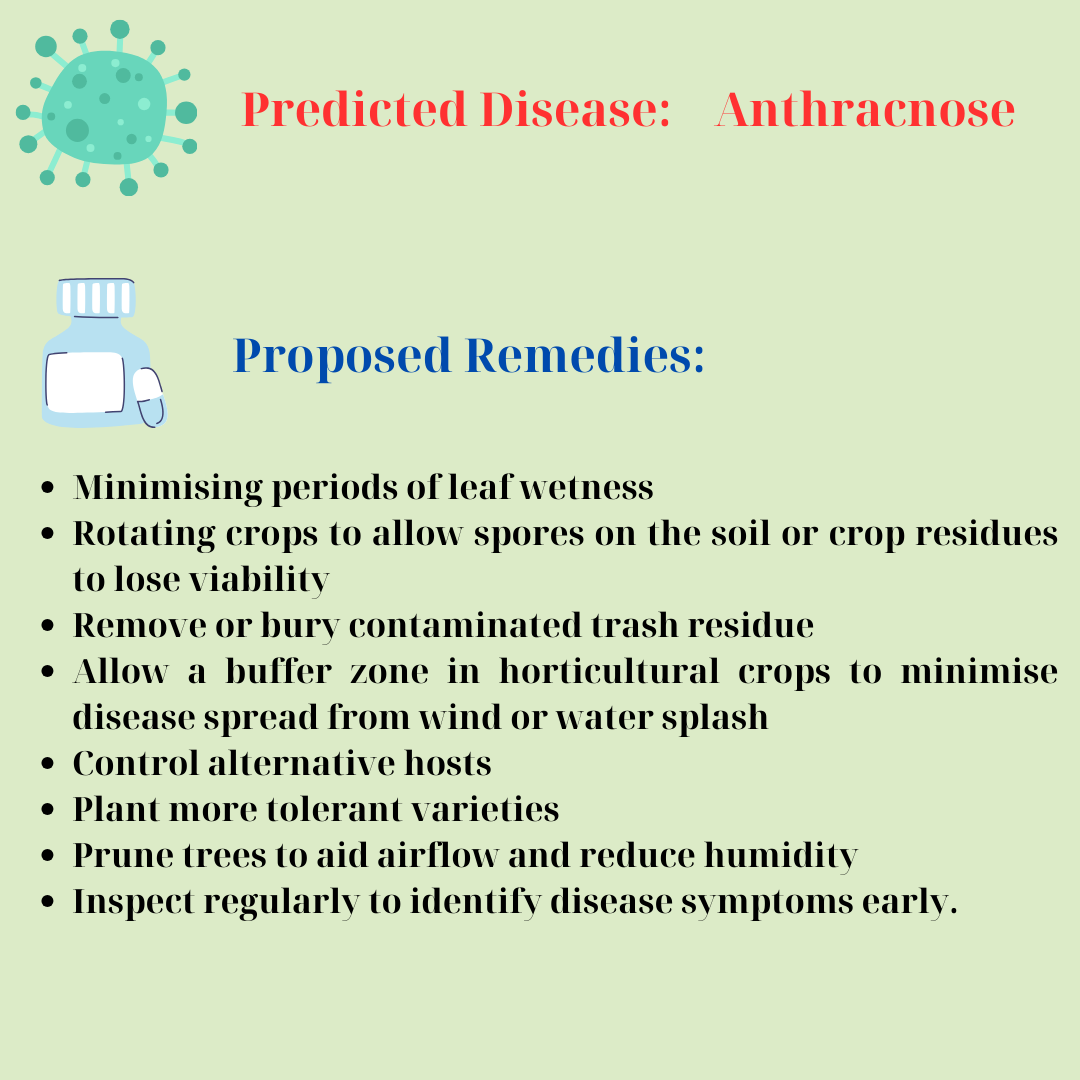 Predicted Disease: Anthracnose
Proposed Remedies:
• Minimising periods of leaf wetness
• Rotating crops to allow spores on the soil or crop residues
to lose viability
• Remove or bury contaminated trash residue
• Allow a buffer zone in horticultural crops to minimise
disease spread from wind or water splash
• Control alternative hosts
• Plant more tolerant varieties
• Prune trees to aid airflow and reduce humidity
• Inspect regularly to identify disease symptoms early.